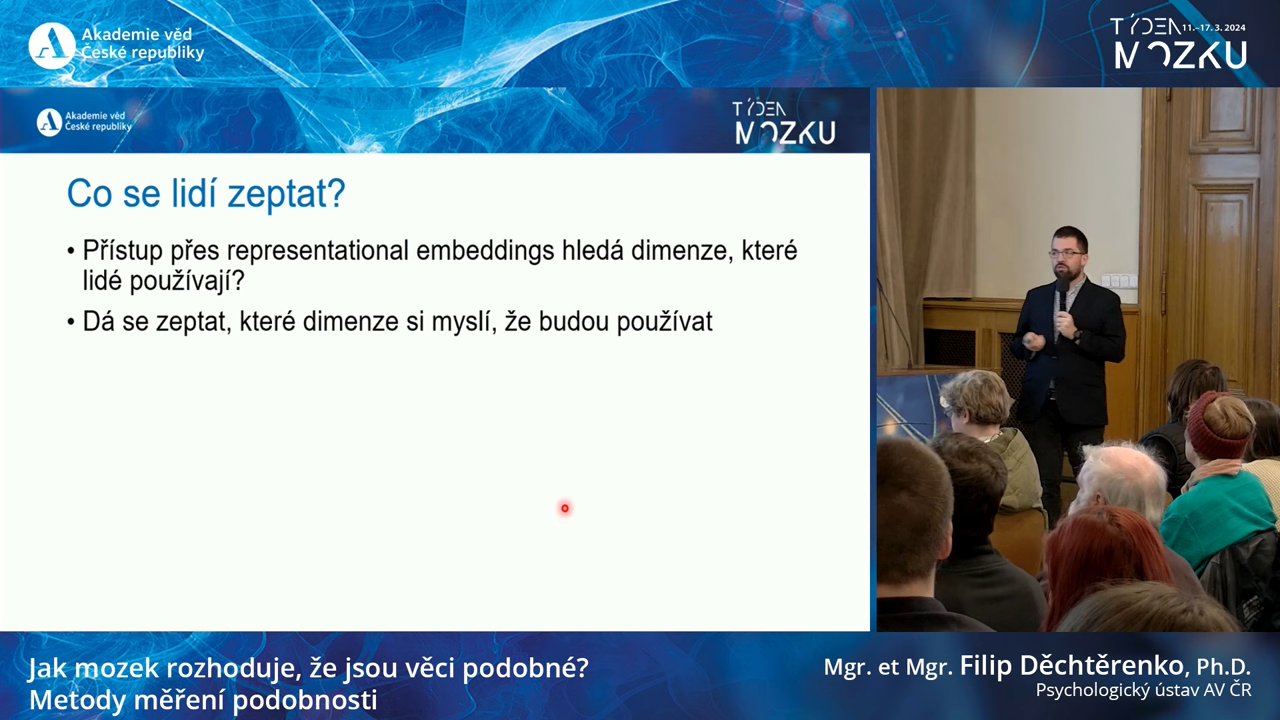 Akademie věd
České republiky
TÝDEN 11.–17. 3. 2024
MOZKU
Akademie věd
České republiky
TÝDEN
MOZKU
Co se lidí zeptat?
• Přístup přes representational embeddings hledá dimenze, které
lidé používají?
• Dá se zeptat, které dimenze si myslí, že budou používat
Jak mozek rozhoduje, že jsou věci podobné?
Metody měření podobnosti
Mgr. et Mgr. Filip Děchtěrenko, Ph.D.
Psychologický ústav AV ČR